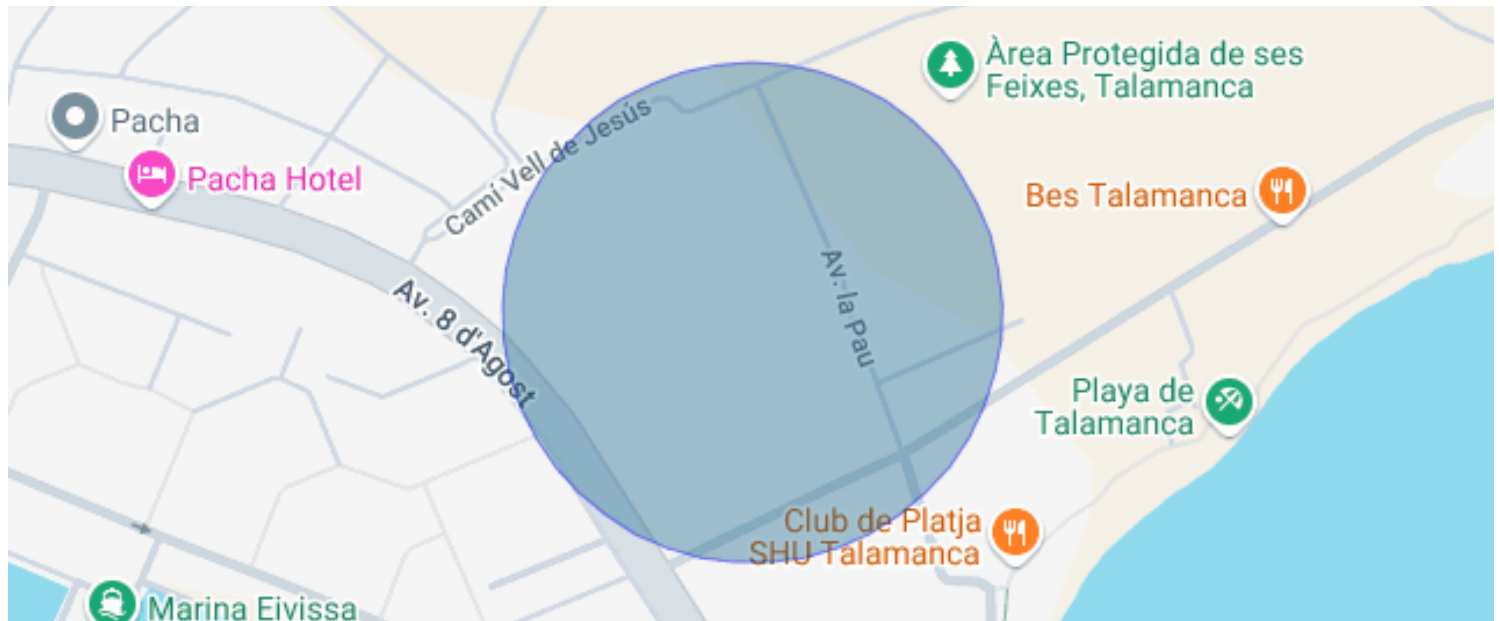 Àrea Protegida de ses
Feixes, Talamanca
Pacha
Pacha Hotel
Camí Vell de Jesús
Bes Talamanca
Av. 8 d'Agost
Av. la Pau
Playa de
Talamanca
Club de Platja
SHU Talamanca
Marina Eivissa